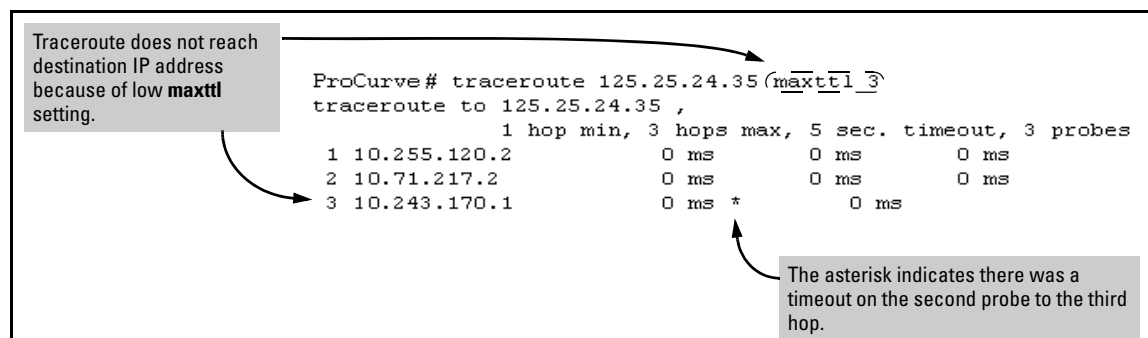 Traceroute does not reach
destination IP address
because of low maxttl
setting.
ProCurve# traceroute 125.25.24.35 maxttl 3
traceroute to 125.25.24.35 ,
1 hop min, 3 hops max, 5 sec. timeout, 3 probes
1 10.255.120.2 0 ms 0 ms 0 ms
2 10.71.217.2 0 ms 0 ms 0 ms
3 10.243.170.1 0 ms * 0 ms
The asterisk indicates there was a
timeout on the second probe to the third
hop.